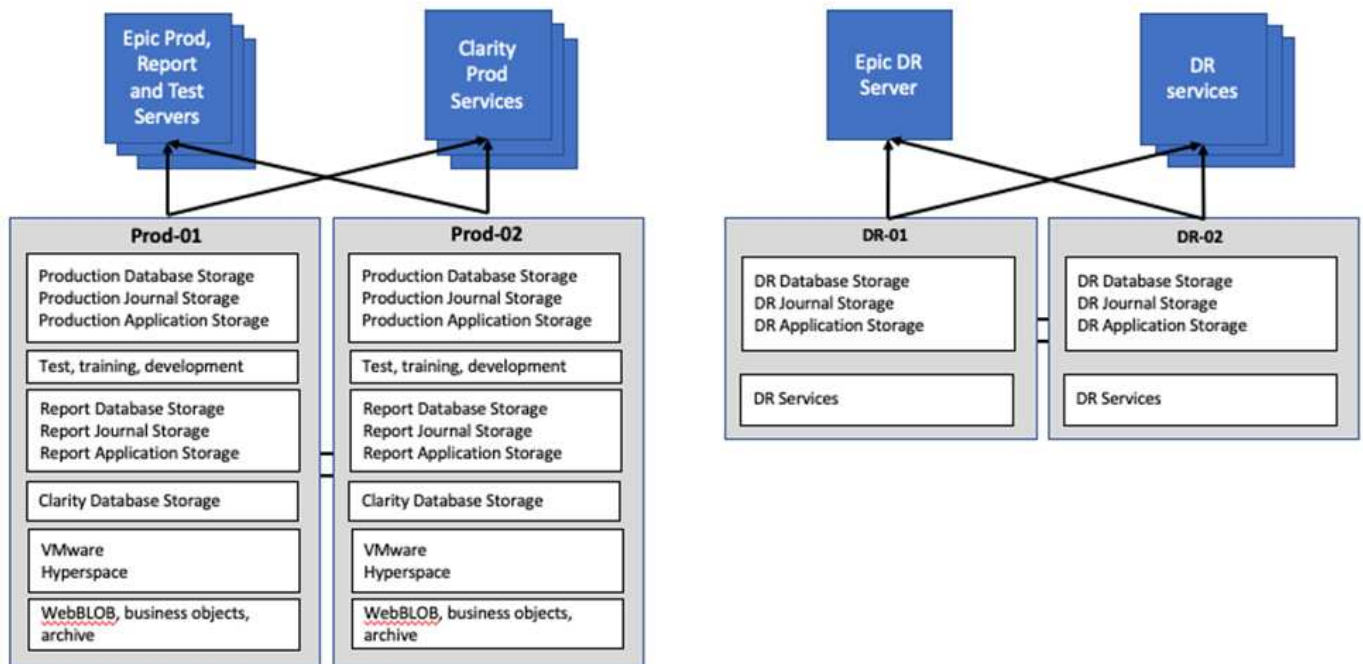 Epic Prod,
Report
and Test
Servers
Clarity
Prod
Services
Epic DR
Server
DR
services
Prod-01
Production Database Storage
Production Journal Storage
Production Application Storage
Test, training, development
Report Database Storage
Report Journal Storage
Report Application Storage
Clarity Database Storage
VMware
Hyperspace
WebBLOB, business objects,
archive
Prod-02
Production Database Storage
Production Journal Storage
Production Application Storage
Test, training, development
Report Database Storage
Report Journal Storage
Report Application Storage
Clarity Database Storage
VMware
Hyperspace
WebBLOB, business objects,
archive
DR-01
DR Database Storage
DR Journal Storage
DR Application Storage
DR Services
DR-02
DR Database Storage
DR Journal Storage
DR Application Storage
DR Services